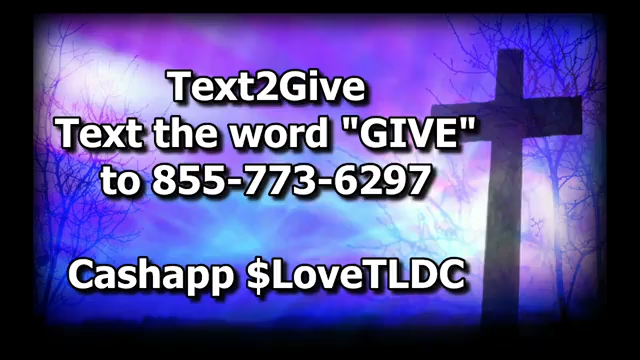 Text2Give
Text the word "GIVE"
to 855-773-6297
Cashapp $LoveTLDC